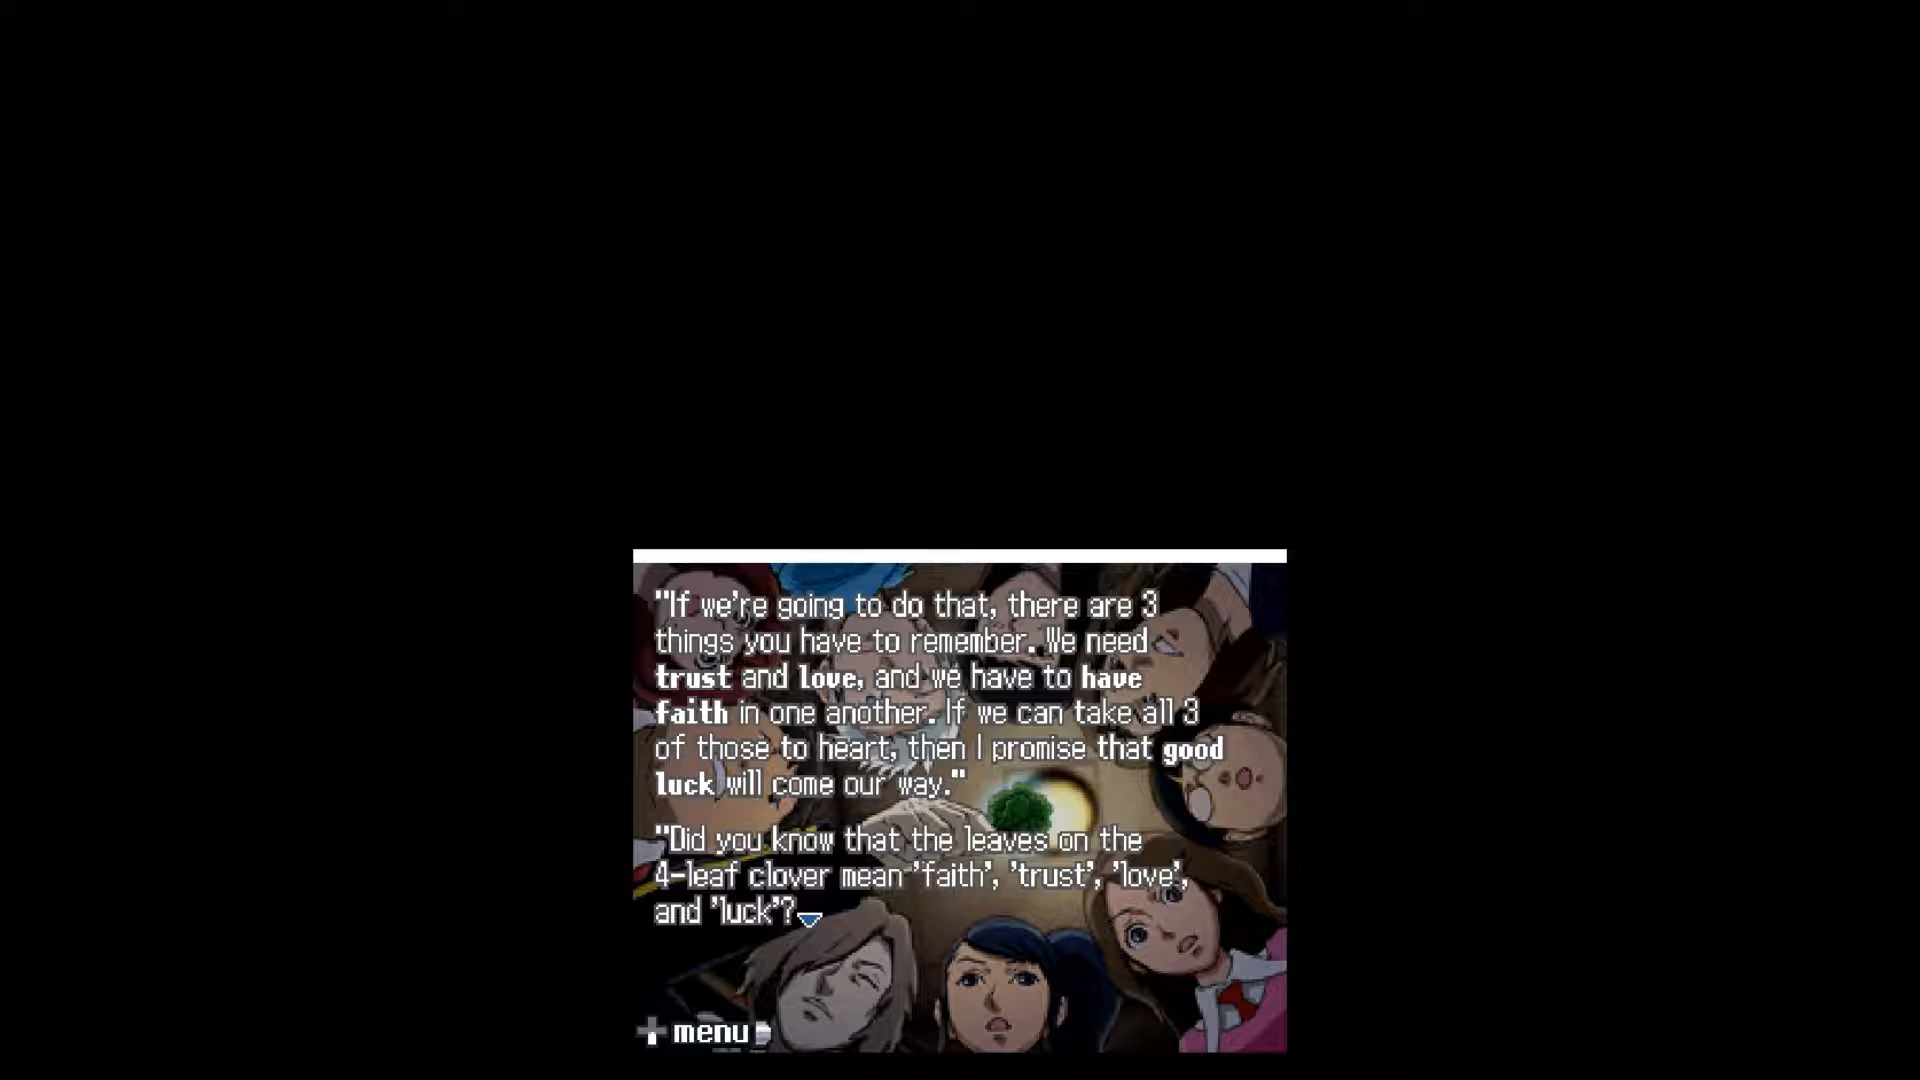 "If we're going to do that, there are 3
things you have to remember. We need
trust and love, and we have to have
faith in one another. If we can take all 3
of those to heart, then I promise that good
luck will come our way."
"Did you know that the leaves on the
4-leaf clover mean 'faith', 'trust', 'love',
and 'luck'?
menu